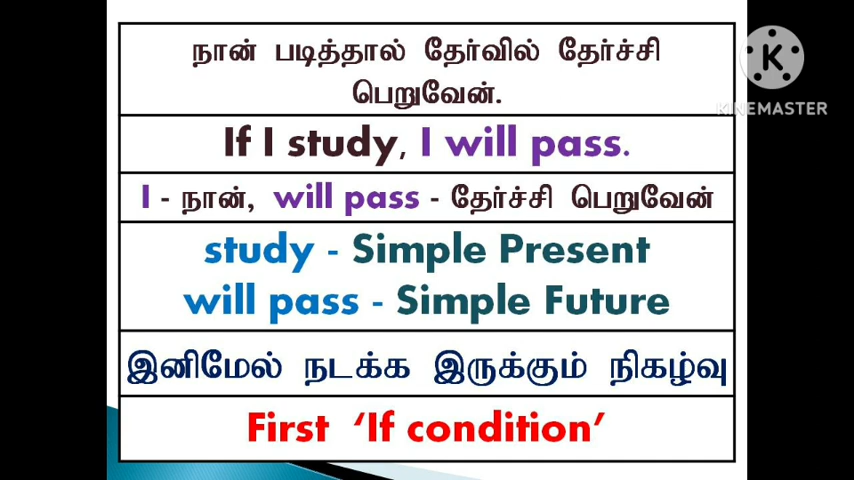 நான் படித்தால் தேர்வில் தேர்ச்சி
பெறுவேன்.
If I study, I will pass.
I - நான், will pass - தேர்ச்சி பெறுவேன்
study - Simple Present
will pass - Simple Future
இனிமேல் நடக்க இருக்கும் நிகழ்வு
First ‘If condition’
K
KINEMASTER